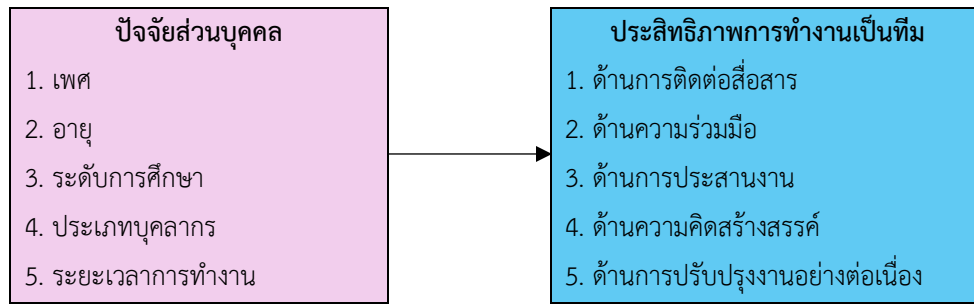 ปัจจัยส่วนบุคคล
1. เพศ
2. อายุ
3. ระดับการศึกษา
4. ประเภทบุคลากร
5. ระยะเวลาการทำงาน
ประสิทธิภาพการทำงานเป็นทีม
1. ด้านการติดต่อสื่อสาร
2. ด้านความร่วมมือ
3. ด้านการประสานงาน
4. ด้านความคิดสร้างสรรค์
5. ด้านการปรับปรุงงานอย่างต่อเนื่อง